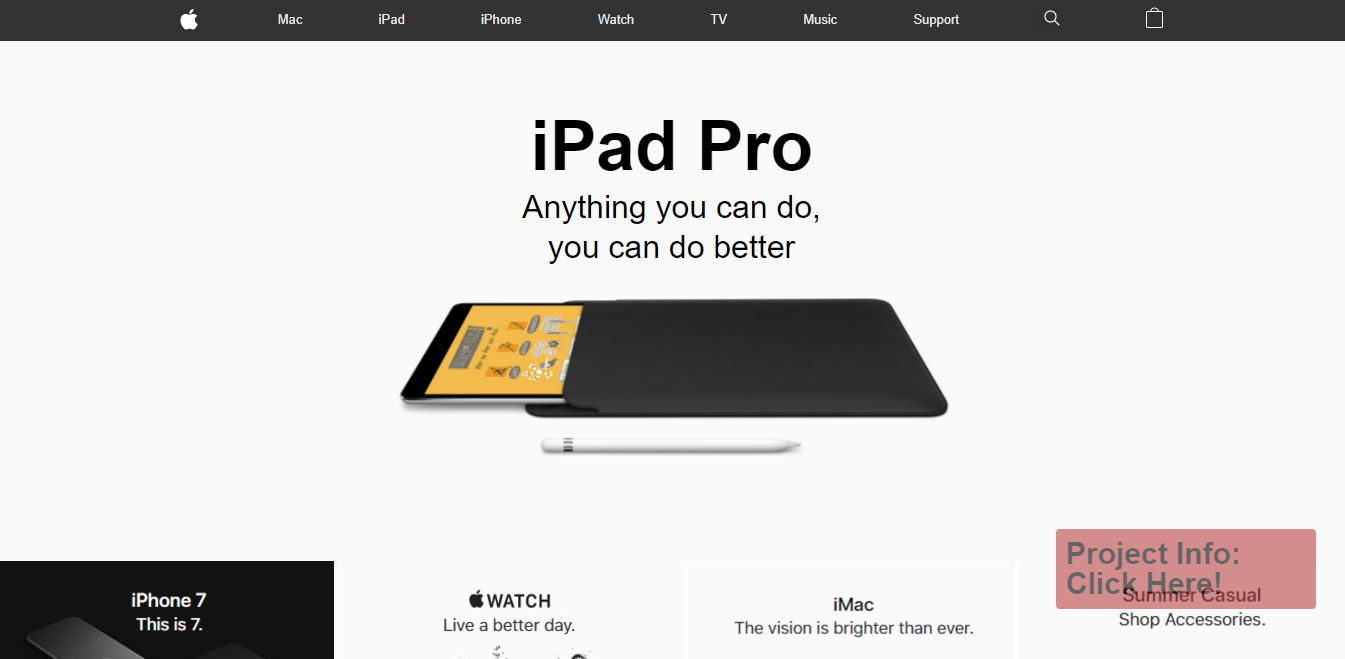 Mac iPad iPhone Watch TV Music Support
iPad Pro
Anything you can do,
you can do better
Project Info:
Click Here!
iPhone 7
This is 7.
WATCH
Live a better day.
iMac
The vision is brighter than ever.
Summer Casual
Shop Accessories.